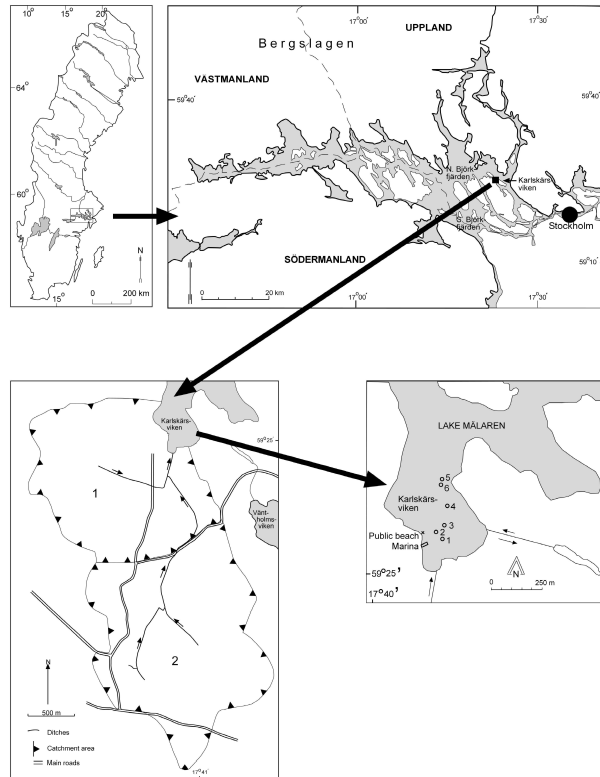 10° 15° 20°
64°
60°
N
15°
0 200 km
17°00' 17°30'
UPPLAND
Bergslagen
VÄSTMANLAND
59°40' 59°40'
N. Björk-
fjärden
Karlskärs
viken
S. Björk-
fjärden
Stockholm
SÖDERMANLAND
59°10'
N
0 20 km
17°00' 17°30'
Karlskärs-
viken
59°25
1
Vänt-
holms-
viken
2
N
500 m
Ditches
Catchment area
Main roads
17°41'
LAKE MÄLAREN
5
6
Karlskärs-
viken
4
3
Public beach 2
Marina 1
59°25'
17°40'
N
0 250 m